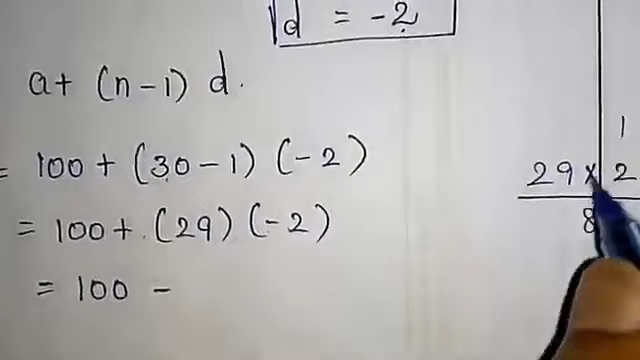 d = -2
a + (n - 1) d.
= 100 + (30 - 1) (-2)
= 100 + (29) (-2)
= 100 -
1
29 × 2
8